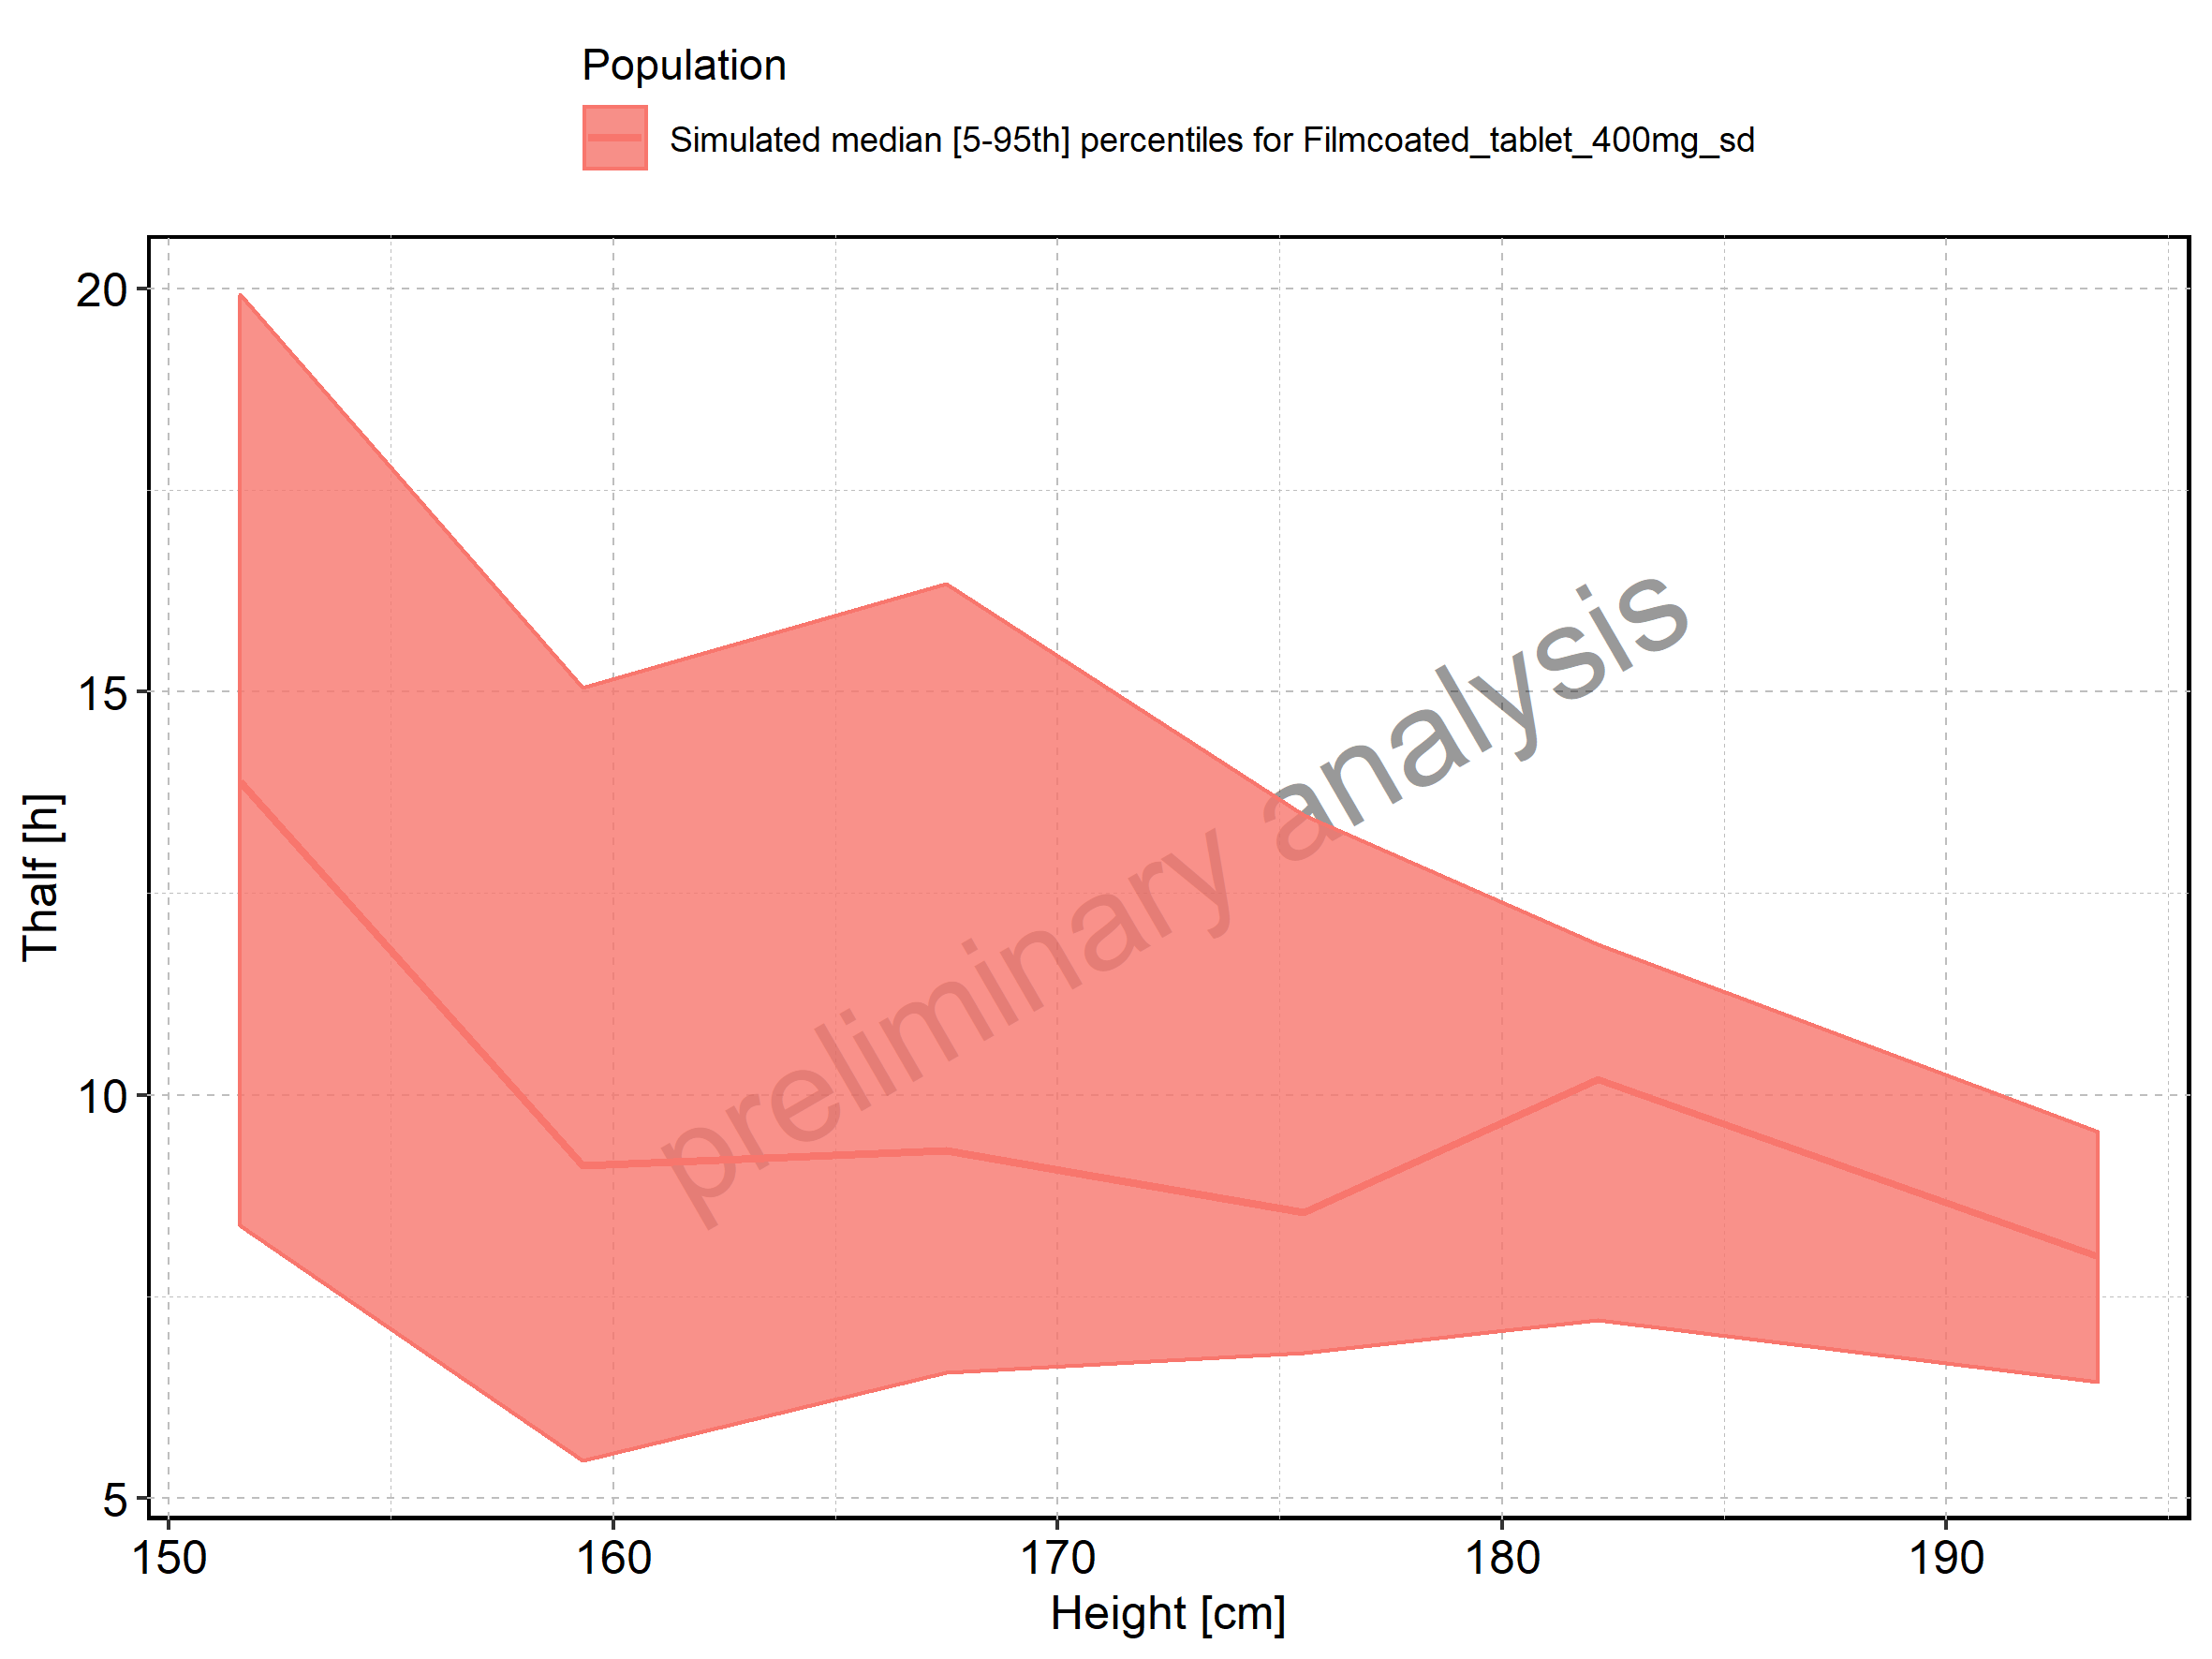 Population
Simulated median [5-95th] percentiles for Filmcoated_tablet_400mg_sd
20
15
10
5
Thalf [h]
preliminary analysis
150 160 170 180 190
Height [cm]